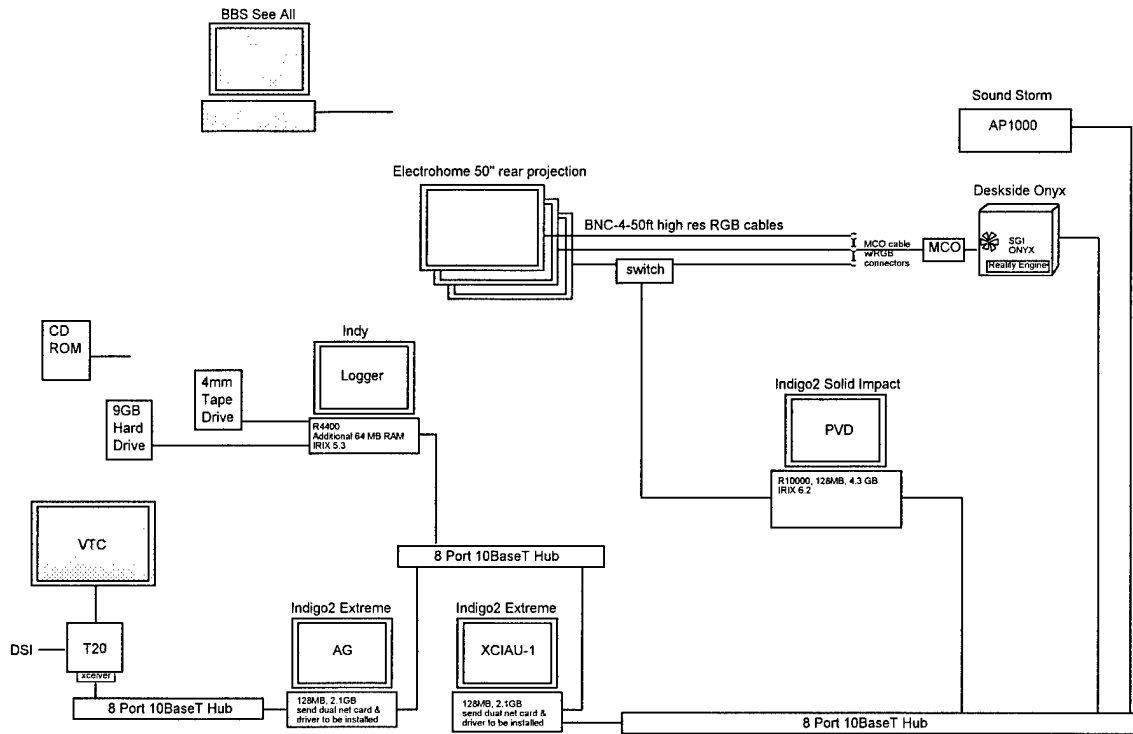 BBS See All
Sound Storm
AP1000
Electrohome 50" rear projection
Deskside Onyx
BNC-4-50ft high res RGB cables
MCO cable
w/RGB
connectors
MCO
SGI
ONYX
Reality Engine
switch
CD
ROM
Indy
Logger
4mm
Tape
Drive
9GB
Hard
Drive
R4400
Additional 64 MB RAM
IRIX 5.3
Indigo2 Solid Impact
PVD
R10000, 128MB, 4.3 GB
IRIX 6.2
VTC
8 Port 10BaseT Hub
Indigo2 Extreme
Indigo2 Extreme
DSI
T20
xceiver
AG
XCIAU-1
128MB, 2.1GB
send dual net card &
driver to be installed
128MB, 2.1GB
send dual net card &
driver to be installed
8 Port 10BaseT Hub
8 Port 10BaseT Hub